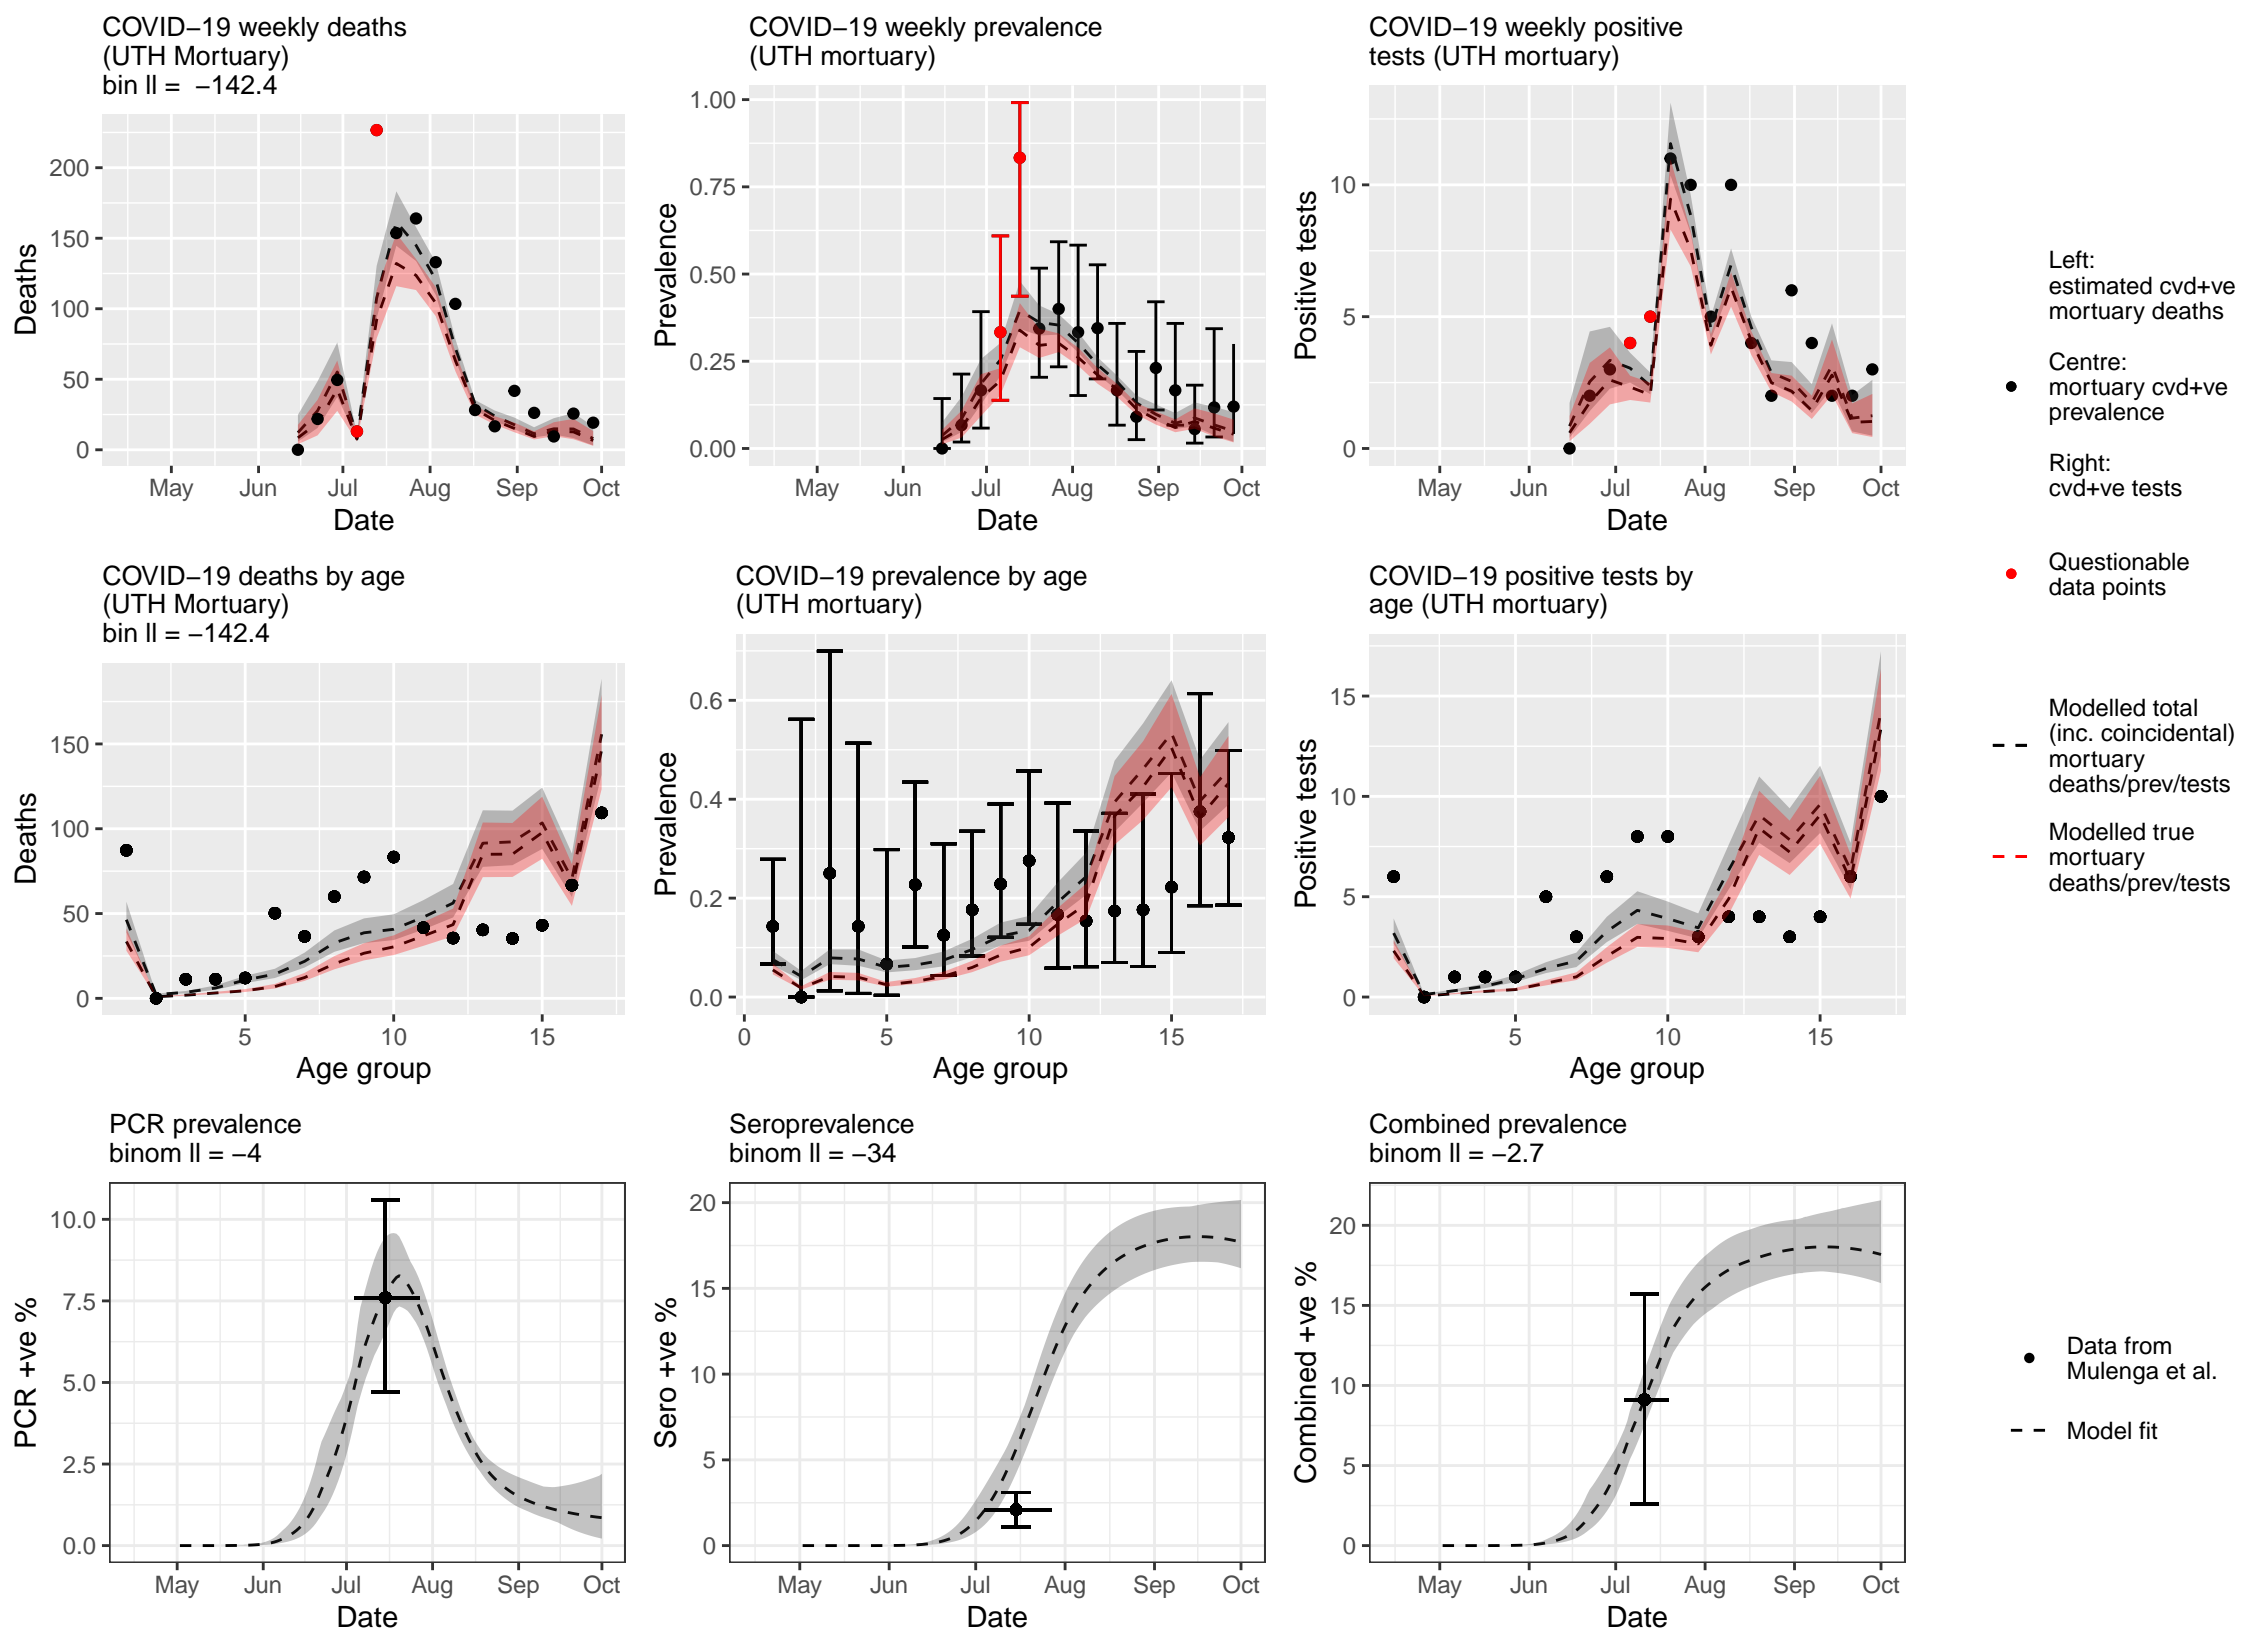 COVID−19 weekly deaths
(UTH Mortuary)
bin ll =  −142.4
Deaths
200
150
100
50
0
May Jun Jul Aug Sep Oct
Date
COVID−19 weekly prevalence
(UTH mortuary)
Prevalence
1.00
0.75
0.50
0.25
0.00
May Jun Jul Aug Sep Oct
Date
COVID−19 weekly positive
tests (UTH mortuary)
Positive tests
10
5
0
May Jun Jul Aug Sep Oct
Date
Left:
estimated cvd+ve
mortuary deaths
Centre:
mortuary cvd+ve
prevalence
Right:
cvd+ve tests
Questionable
data points
Modelled total
(inc. coincidental)
mortuary
deaths/prev/tests
Modelled true
mortuary
deaths/prev/tests
COVID−19 deaths by age
(UTH Mortuary)
bin ll = −142.4
Deaths
150
100
50
0
5 10 15
Age group
COVID−19 prevalence by age
(UTH mortuary)
Prevalence
0.6
0.4
0.2
0.0
0 5 10 15
Age group
COVID−19 positive tests by
age (UTH mortuary)
Positive tests
15
10
5
0
5 10 15
Age group
PCR prevalence
binom ll = −4
PCR +ve %
10.0
7.5
5.0
2.5
0.0
May Jun Jul Aug Sep Oct
Date
Seroprevalence
binom ll = −34
Sero +ve %
20
15
10
5
0
May Jun Jul Aug Sep Oct
Date
Combined prevalence
binom ll = −2.7
Combined +ve %
20
15
10
5
0
May Jun Jul Aug Sep Oct
Date
Data from
Mulenga et al.
Model fit